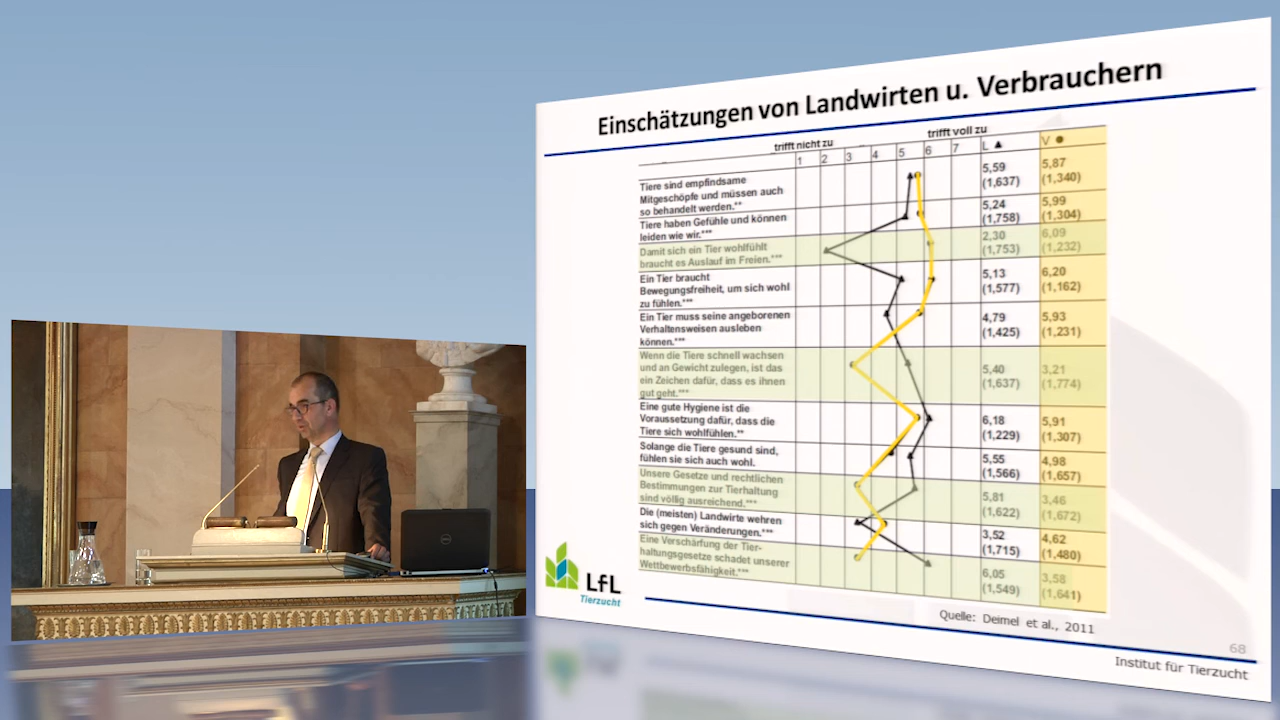 Einschätzungen von Landwirten u. Verbrauchern
trifft nicht zu
trifft voll zu
1 2 3 4 5 6 7 L ▲ V ●
Tiere sind empfindsame
Mitgeschöpfe und müssen auch
so behandelt werden.**
5,59
(1,637)
5,87
(1,340)
Tiere haben Gefühle und können
leiden wie wir.***
5,24
(1,758)
5,99
(1,304)
Damit sich ein Tier wohlfühlt
braucht es Auslauf im Freien.***
2,30
(1,753)
6,09
(1,232)
Ein Tier braucht
Bewegungsfreiheit, um sich wohl
zu fühlen.***
5,13
(1,577)
6,20
(1,162)
Ein Tier muss seine angeborenen
Verhaltensweisen ausleben
können.***
4,79
(1,425)
5,93
(1,231)
Wenn die Tiere schnell wachsen
und an Gewicht zulegen, ist das
ein Zeichen dafür, dass es ihnen
gut geht.***
5,40
(1,637)
3,21
(1,774)
Eine gute Hygiene ist die
Voraussetzung dafür, dass die
Tiere sich wohlfühlen.**
6,18
(1,229)
5,91
(1,307)
Solange die Tiere gesund sind,
fühlen sie sich auch wohl.
5,55
(1,566)
4,98
(1,657)
Unsere Gesetze und rechtlichen
Bestimmungen zur Tierhaltung
sind völlig ausreichend.***
5,81
(1,622)
3,46
(1,672)
Die (meisten) Landwirte wehren
sich gegen Veränderungen.***
3,52
(1,715)
4,62
(1,480)
Eine Verschärfung der Tier-
haltungsgesetze schadet unserer
Wettbewerbsfähigkeit.***
6,05
(1,549)
3,58
(1,641)
LfL
Tierzucht
Quelle: Deimel et al., 2011
68
Institut für Tierzucht
DELL